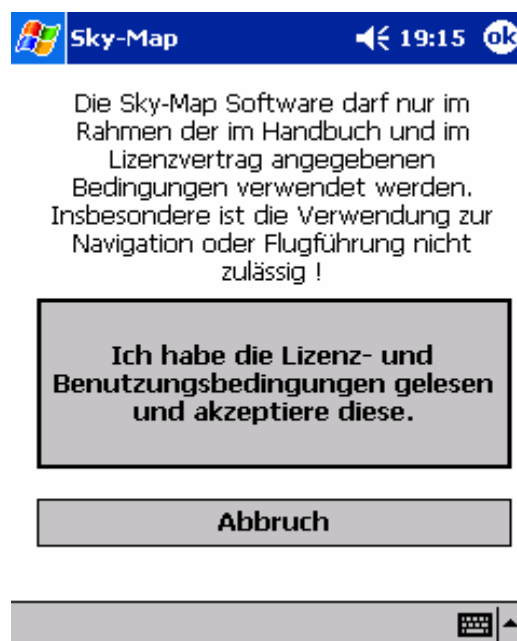 Sky-Map 19:15 ok
Die Sky-Map Software darf nur im
Rahmen der im Handbuch und im
Lizenzvertrag angegebenen
Bedingungen verwendet werden.
Insbesondere ist die Verwendung zur
Navigation oder Flugführung nicht
zulässig !
Ich habe die Lizenz- und
Benutzungsbedingungen gelesen
und akzeptiere diese.
Abbruch